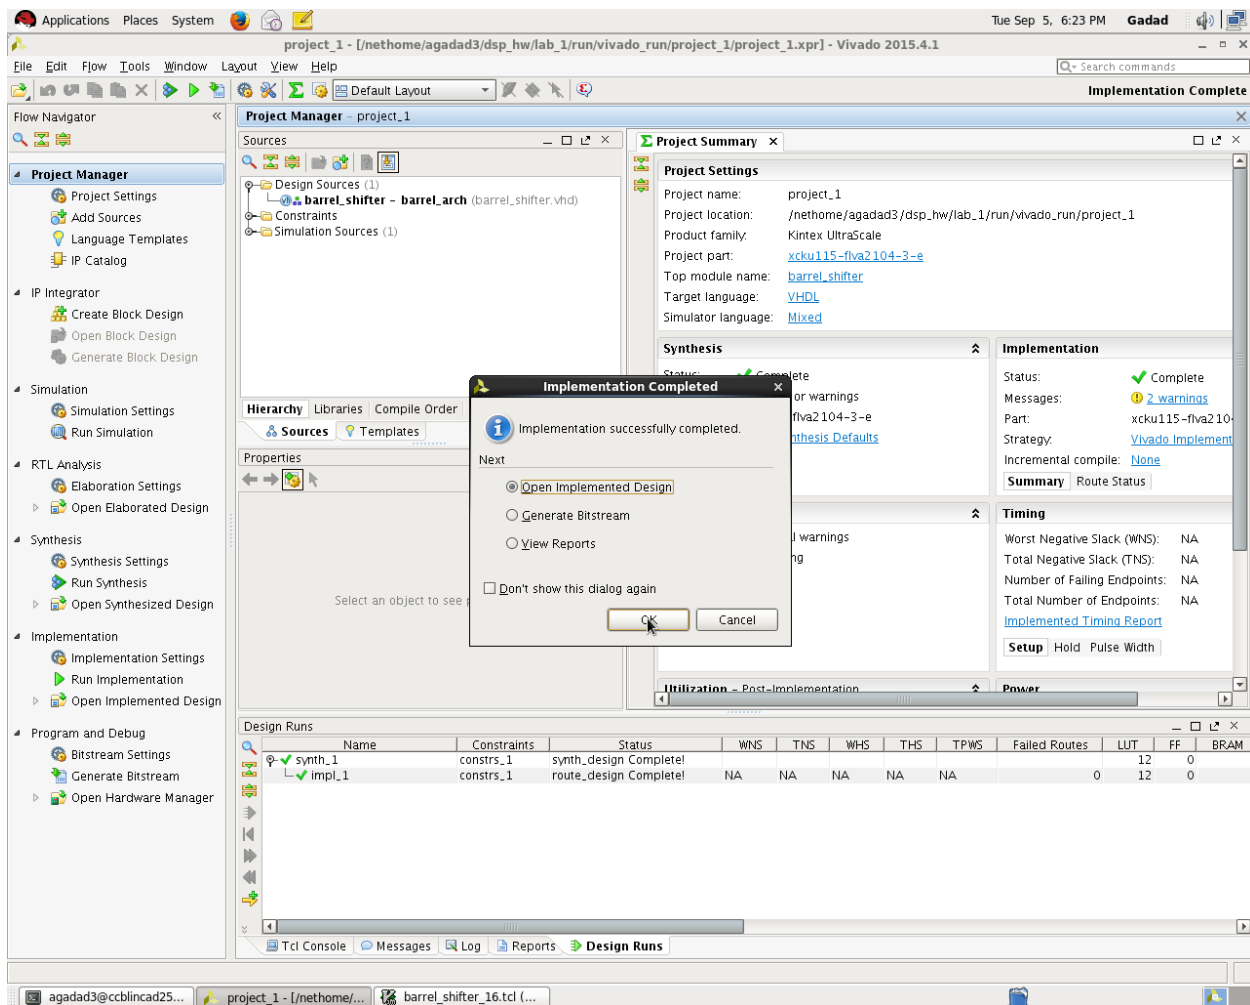 Applications Places System Tue Sep 5, 6:23 PM Gadad
project_1 - [/nethome/agadad3/dsp_hw/lab_1/run/vivado_run/project_1/project_1.xpr] - Vivado 2015.4.1
File Edit Flow Tools Window Layout View Help Search commands
Default Layout Implementation Complete
Flow Navigator
Project Manager
Project Settings
Add Sources
Language Templates
IP Catalog
IP Integrator
Create Block Design
Open Block Design
Generate Block Design
Simulation
Simulation Settings
Run Simulation
RTL Analysis
Elaboration Settings
Open Elaborated Design
Synthesis
Synthesis Settings
Run Synthesis
Open Synthesized Design
Implementation
Implementation Settings
Run Implementation
Open Implemented Design
Program and Debug
Bitstream Settings
Generate Bitstream
Open Hardware Manager
Project Manager - project_1
Sources
Design Sources (1)
barrel_shifter - barrel_arch (barrel_shifter.vhd)
Constraints
Simulation Sources (1)
Hierarchy Libraries Compile Order
Sources Templates
Properties
Select an object to see
Project Summary
Project Settings
Project name: project_1
Project location: /nethome/agadad3/dsp_hw/lab_1/run/vivado_run/project_1
Product family: Kintex UltraScale
Project part: xcku115-flva2104-3-e
Top module name: barrel_shifter
Target language: VHDL
Simulator language: Mixed
Synthesis
Status: Complete
or warnings
flva2104-3-e
nthesis Defaults
Implementation
Status: Complete
Messages: 2 warnings
Part: xcku115-flva210
Strategy: Vivado Implement
Incremental compile: None
Summary Route Status
l warnings
ng
Timing
Worst Negative Slack (WNS): NA
Total Negative Slack (TNS): NA
Number of Failing Endpoints: NA
Total Number of Endpoints: NA
Implemented Timing Report
Setup Hold Pulse Width
Utilization - Post-Implementation
Power
Implementation Completed
Implementation successfully completed.
Next
Open Implemented Design
Generate Bitstream
View Reports
Don't show this dialog again
OK Cancel
Design Runs
Name Constraints Status WNS TNS WHS THS TPWS Failed Routes LUT FF BRAM
synth_1 constrs_1 synth_design Complete! 12 0
impl_1 constrs_1 route_design Complete! NA NA NA NA NA 0 12 0
Tcl Console Messages Log Reports Design Runs
agadad3@ccblincad25... project_1 - [/nethome/... barrel_shifter_16.tcl (...